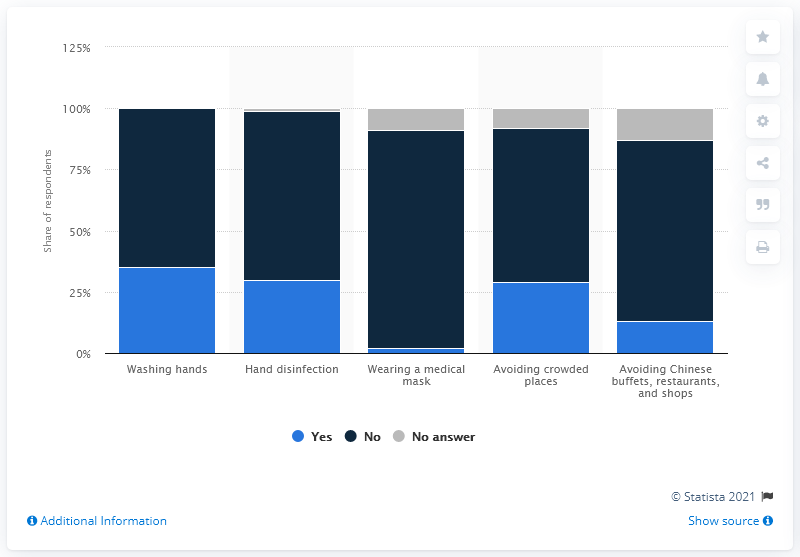 125%
100%
75%
50%
25%
0%
Share of respondents
Washing hands
Hand disinfection
Wearing a medical
mask
Avoiding crowded
places
Avoiding Chinese
buffets, restaurants,
and shops
Yes
No
No answer
© Statista 2021
Additional Information
Show source